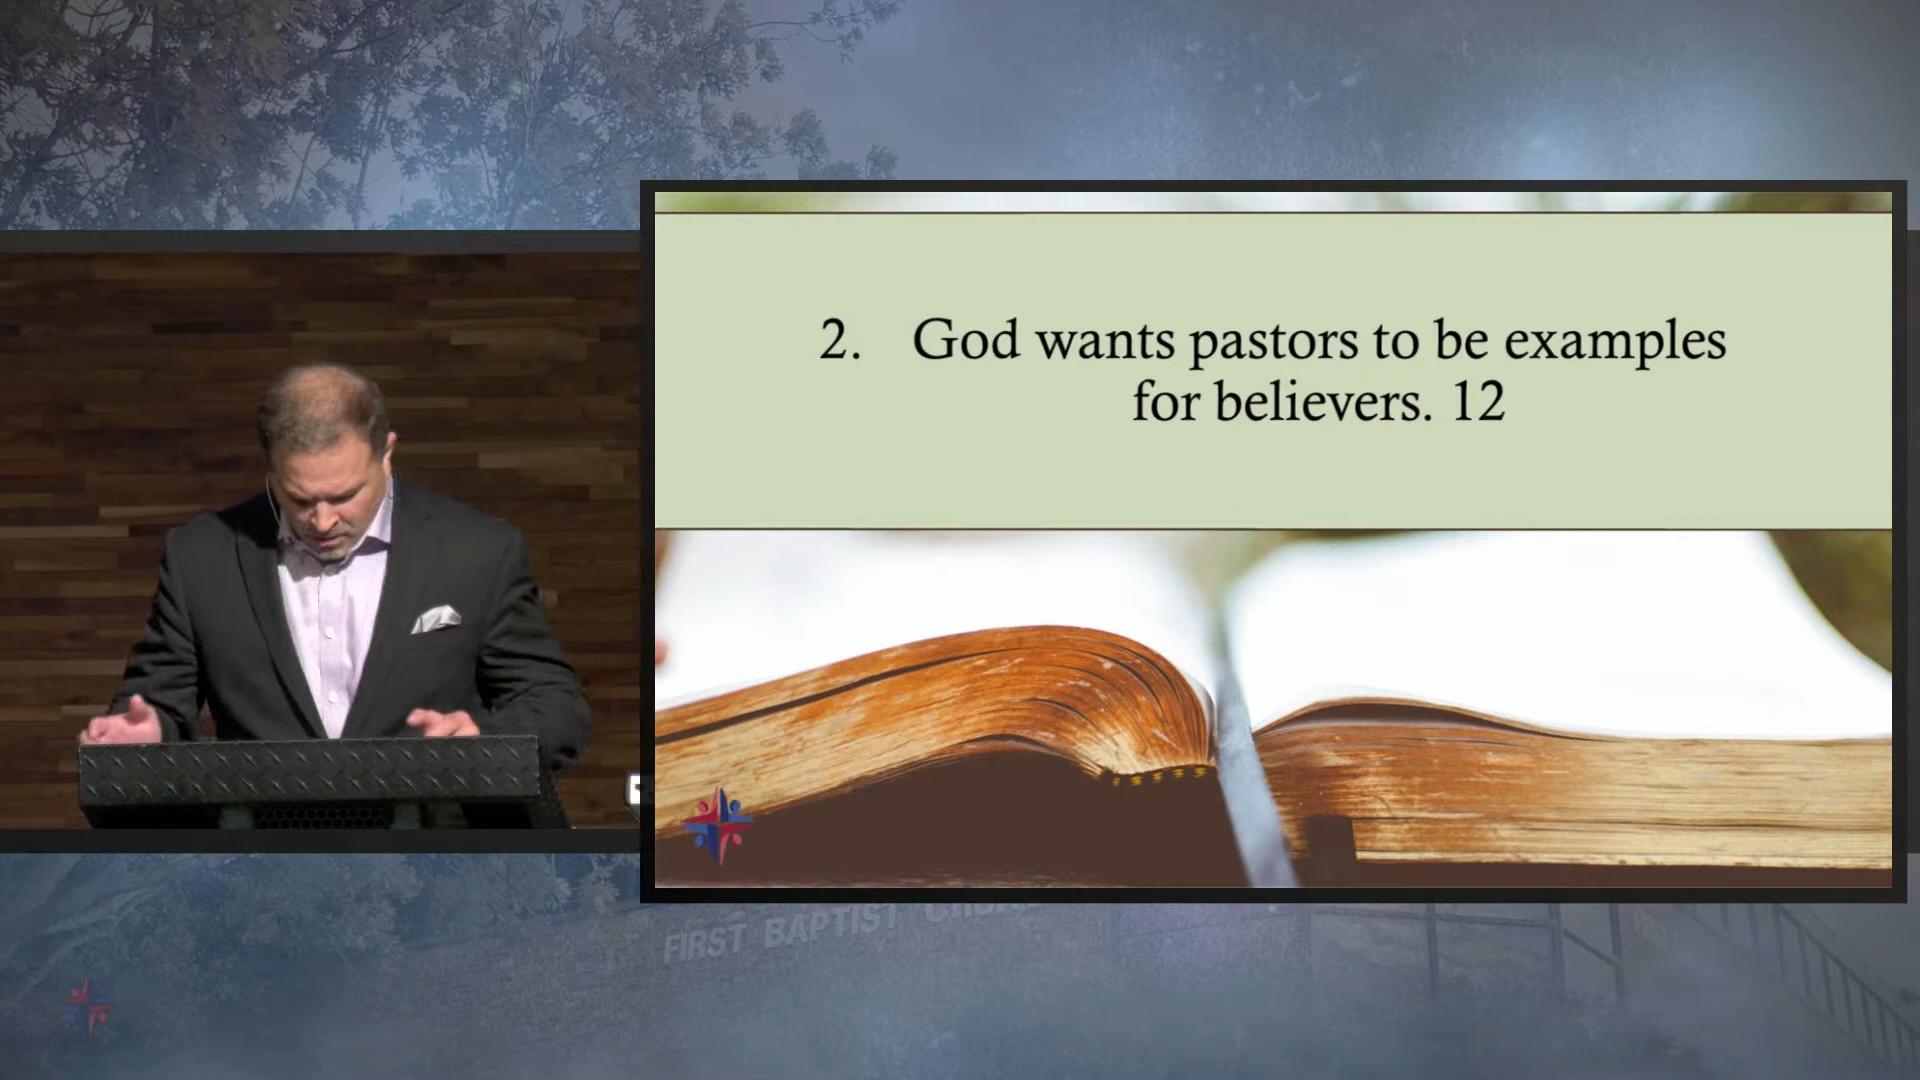 2. God wants pastors to be examples
for believers. 12
FIRST BAPTIST